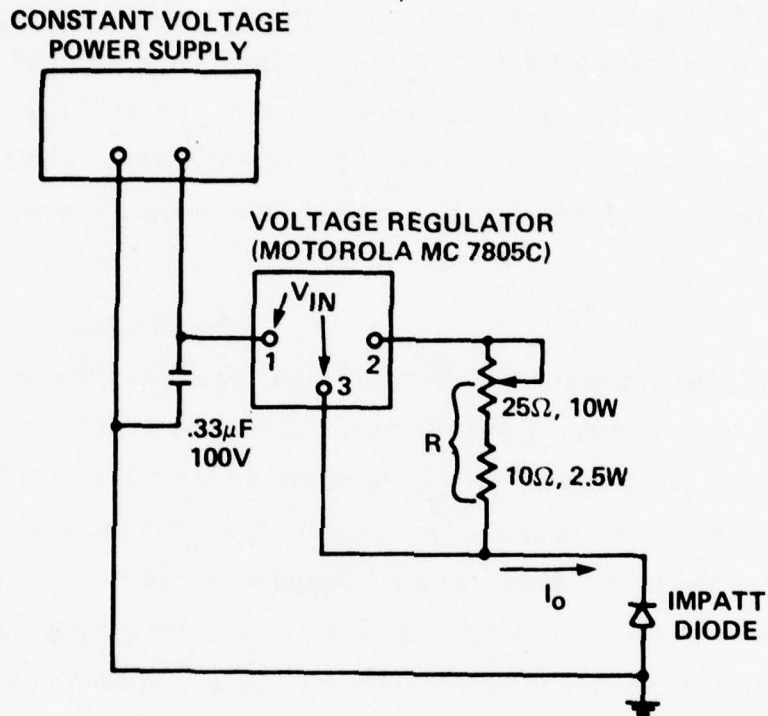 CONSTANT VOLTAGE
POWER SUPPLY
VOLTAGE REGULATOR
(MOTOROLA MC 7805C)
VIN
1
2
3
25Ω, 10W
.33μF
100V
R
10Ω, 2.5W
Io
IMPATT
DIODE